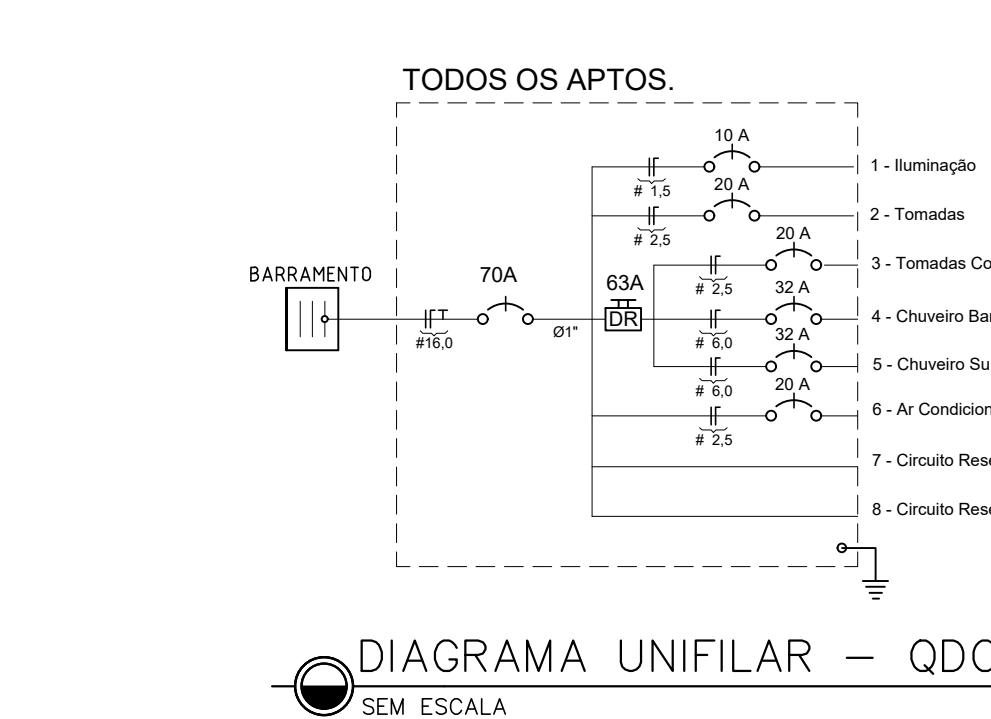 TODOS OS APTOS.
10 A
1 - Iluminação
# 1,5
20 A
2 - Tomadas
# 2,5
20 A
3 - Tomadas Co
# 2,5
BARRAMENTO
70A
63A
32 A
DR
4 - Chuveiro Ba
#16,0
Ø1"
# 6,0
32 A
5 - Chuveiro Su
# 6,0
20 A
6 - Ar Condicion
# 2,5
7 - Circuito Rese
8 - Circuito Rese
DIAGRAMA UNIFILAR – QDC
SEM ESCALA